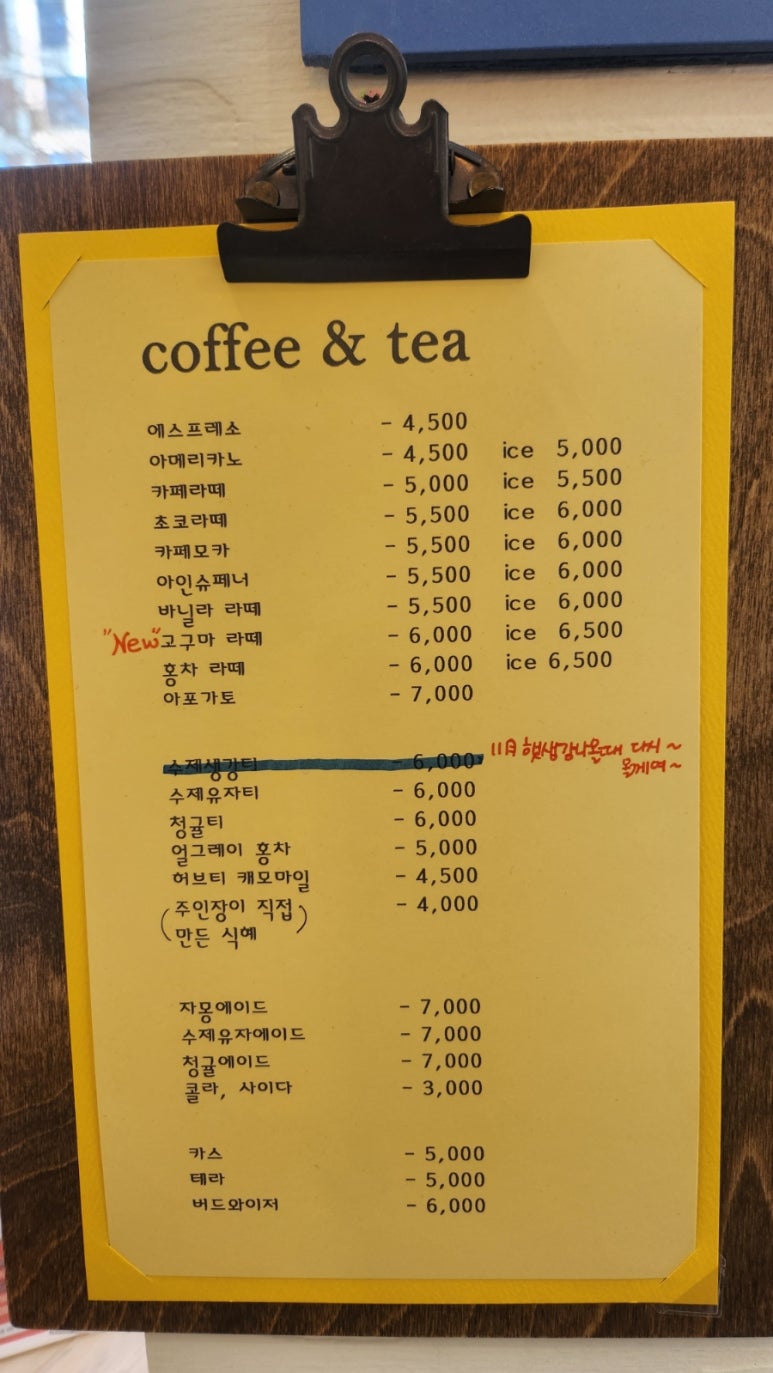 coffee & tea
에스프레소 - 4,500
아메리카노 - 4,500 ice 5,000
카페라떼 - 5,000 ice 5,500
초코라떼 - 5,500 ice 6,000
카페모카 - 5,500 ice 6,000
아인슈페너 - 5,500 ice 6,000
바닐라 라떼 - 5,500 ice 6,000
"New" 고구마 라떼 - 6,000 ice 6,500
홍차 라떼 - 6,000 ice 6,500
아포가토 - 7,000
수제생강티 - 6,000 11月 햇생강나올때 다시~
올께여~
수제유자티 - 6,000
청귤티 - 6,000
얼그레이 홍차 - 5,000
허브티 캐모마일 - 4,500
(주인장이 직접 - 4,000
만든 식혜)
자몽에이드 - 7,000
수제유자에이드 - 7,000
청귤에이드 - 7,000
콜라, 사이다 - 3,000
카스 - 5,000
테라 - 5,000
버드와이저 - 6,000